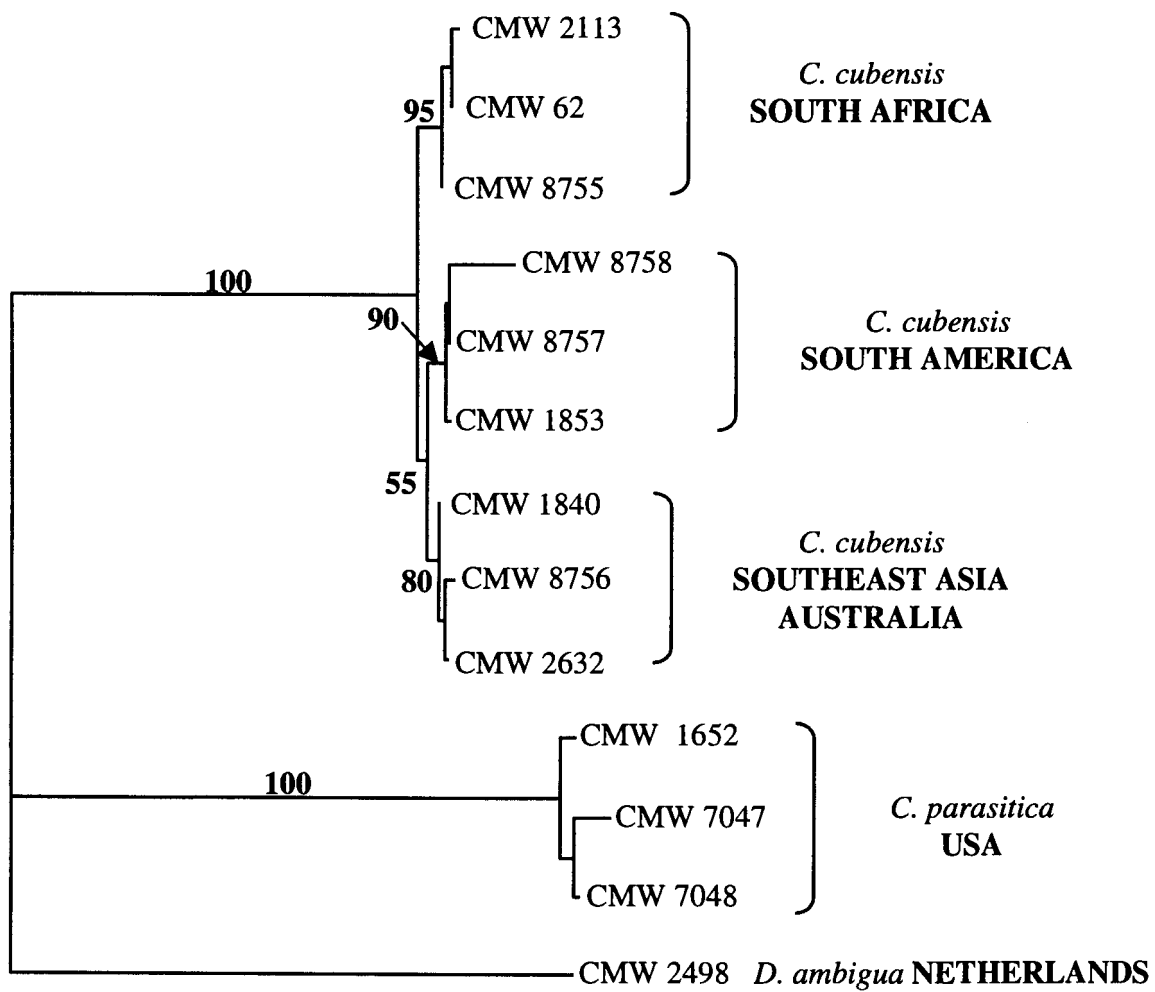 CMW 2113
CMW 62
CMW 8755
95
C. cubensis
SOUTH AFRICA
100
CMW 8758
90
CMW 8757
CMW 1853
C. cubensis
SOUTH AMERICA
55
CMW 1840
CMW 8756
80
CMW 2632
C. cubensis
SOUTHEAST ASIA
AUSTRALIA
100
CMW 1652
CMW 7047
CMW 7048
C. parasitica
USA
CMW 2498 D. ambigua NETHERLANDS